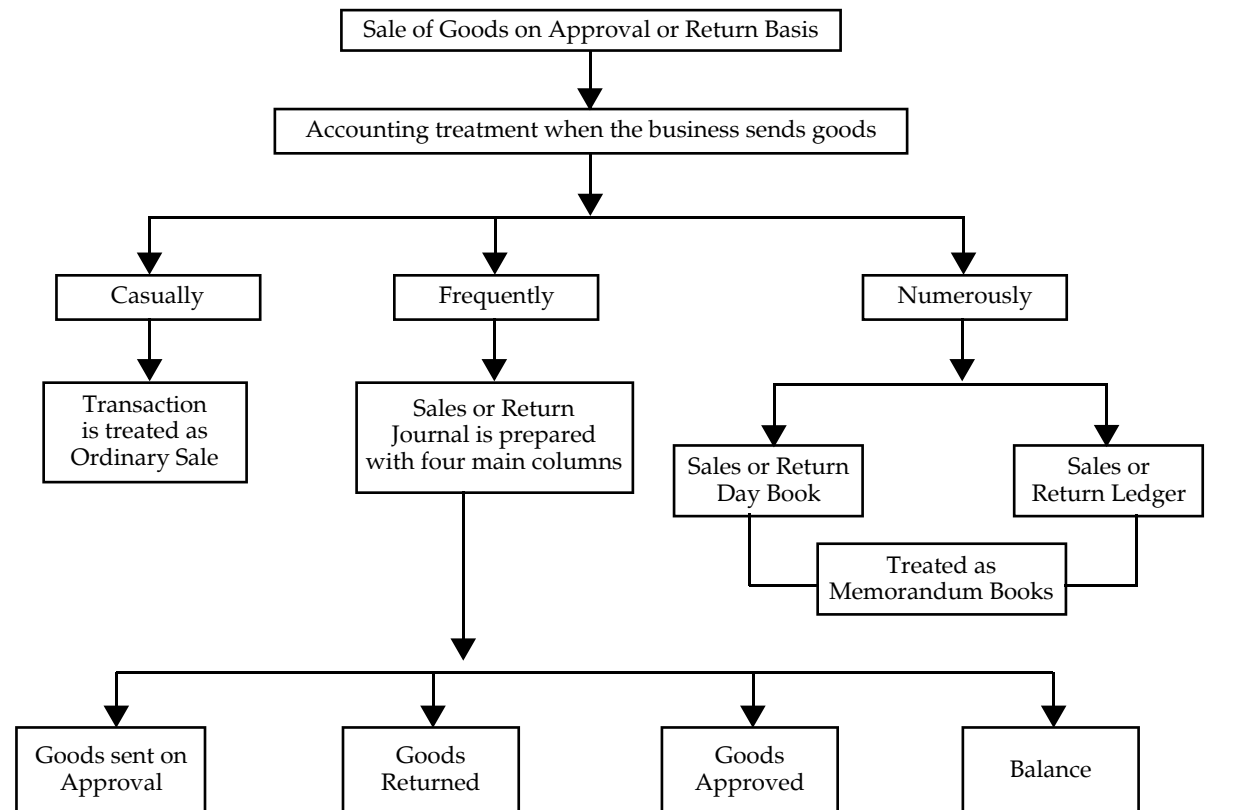 Sale of Goods on Approval or Return Basis
Accounting treatment when the business sends goods
Casually
Frequently
Numerously
Transaction
is treated as
Ordinary Sale
Sales or Return
Journal is prepared
with four main columns
Sales or Return
Day Book
Sales or
Return Ledger
Treated as
Memorandum Books
Goods sent on
Approval
Goods
Returned
Goods
Approved
Balance